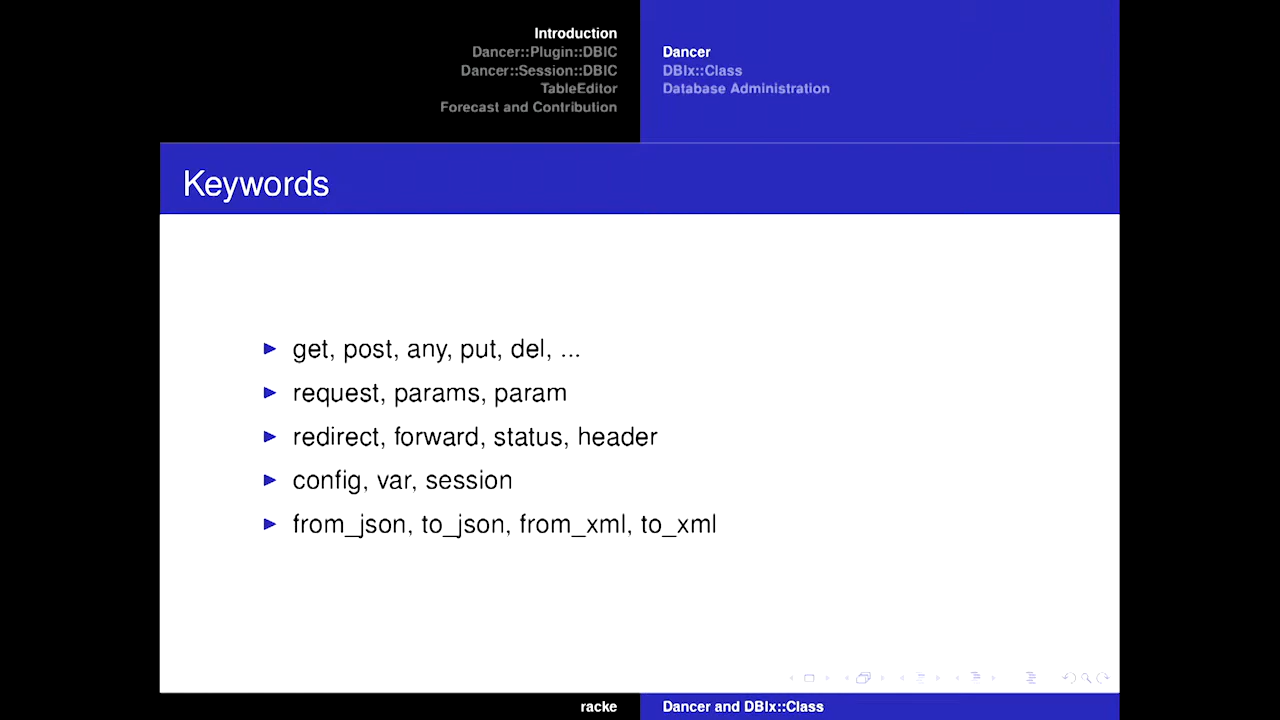 Introduction
Dancer::Plugin::DBIC
Dancer::Session::DBIC
TableEditor
Forecast and Contribution
Dancer
DBIx::Class
Database Administration
Keywords
get, post, any, put, del, ...
request, params, param
redirect, forward, status, header
config, var, session
from_json, to_json, from_xml, to_xml
racke
Dancer and DBIx::Class